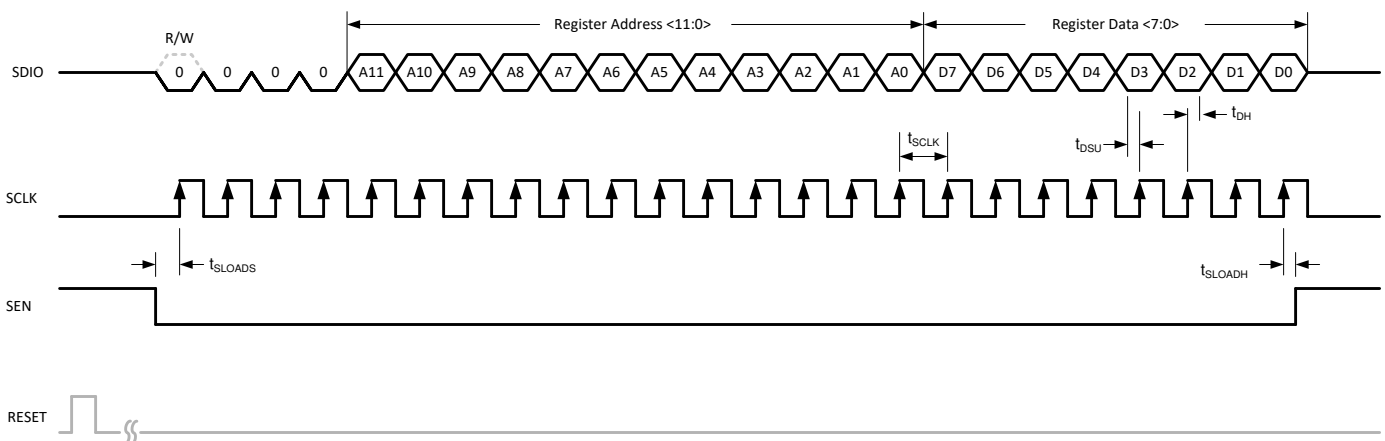 Register Address <11:0>
Register Data <7:0>
R/W
SDIO
0 0 0 0 A11 A10 A9 A8 A7 A6 A5 A4 A3 A2 A1 A0 D7 D6 D5 D4 D3 D2 D1 D0
tDH
tSCLK
tDSU
SCLK
tSLOADS
tSLOADH
SEN
RESET